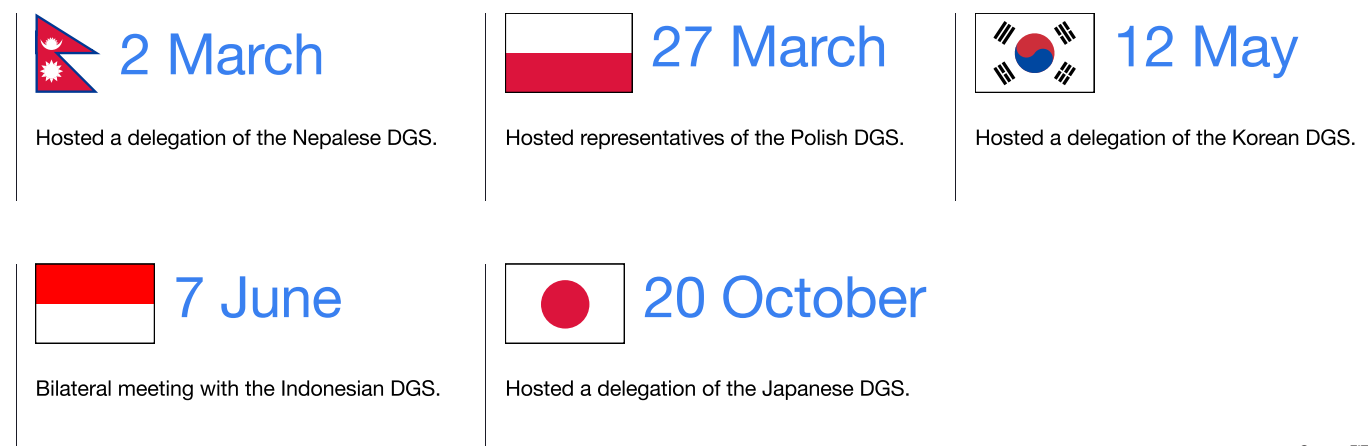 2 March
Hosted a delegation of the Nepalese DGS.
27 March
Hosted representatives of the Polish DGS.
12 May
Hosted a delegation of the Korean DGS.
7 June
Bilateral meeting with the Indonesian DGS.
20 October
Hosted a delegation of the Japanese DGS.